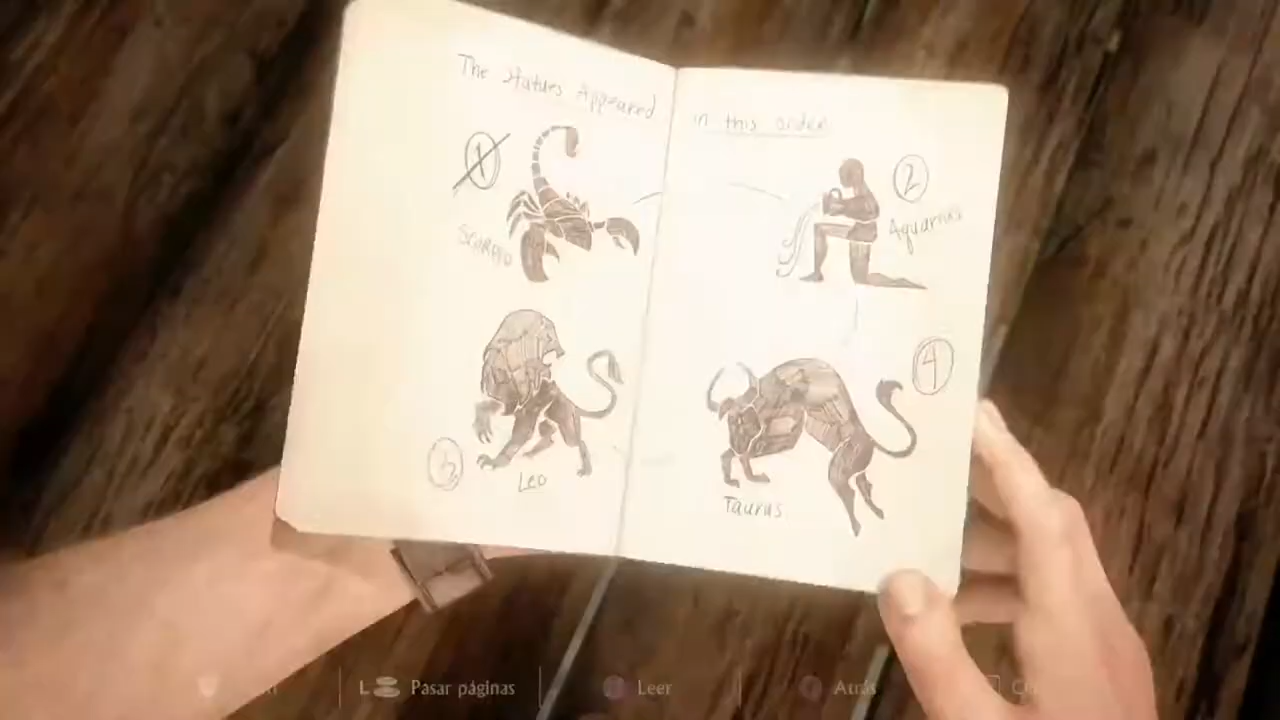 The Statues Appeared in this order
1
2
SCORPIO
Aquarius
4
3
Leo
Taurus
L Pasar páginas
Leer
Atrás